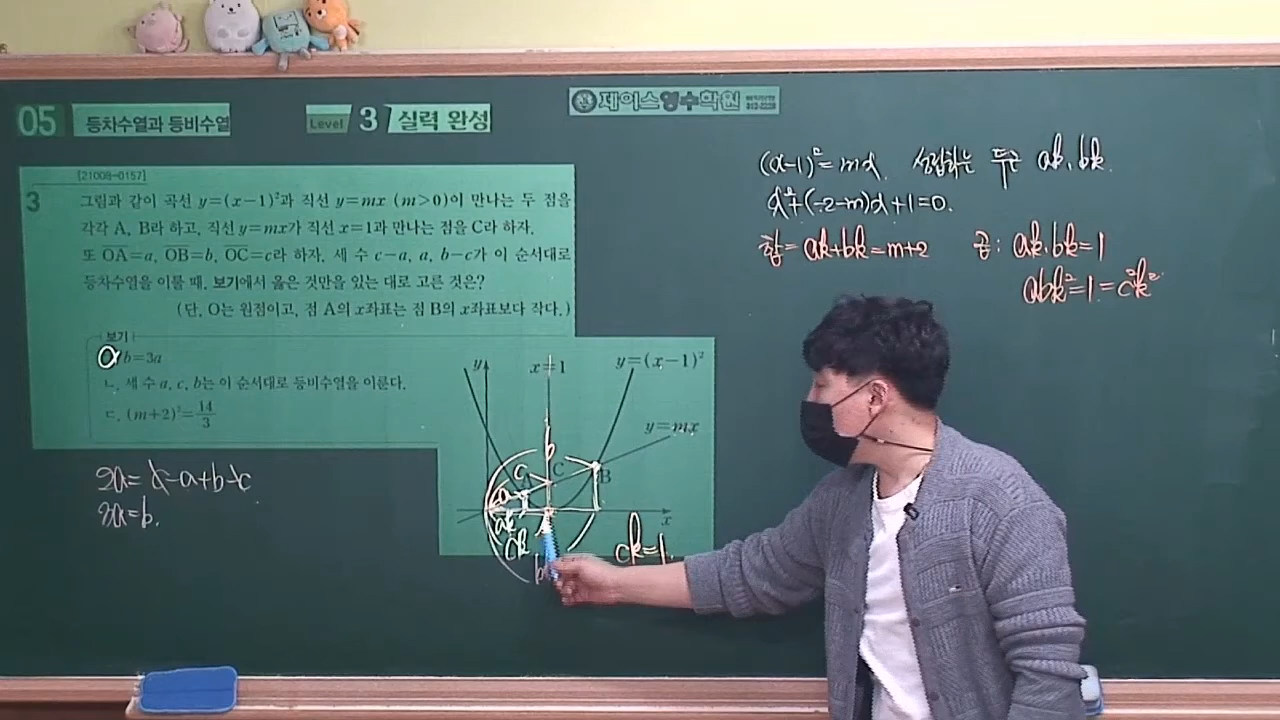 05 등차수열과 등비수열
Level 3 실력 완성
제이스영수학원
[21008-0157]
3 그림과 같이 곡선 y=(x-1)²과 직선 y=mx (m>0)이 만나는 두 점을
각각 A, B라 하고, 직선 y=mx가 직선 x=1과 만나는 점을 C라 하자.
또 OA=a, OB=b, OC=c라 하자. 세 수 c-a, a, b-c가 이 순서대로
등차수열을 이룰 때, 보기에서 옳은 것만을 있는 대로 고른 것은?
(단, O는 원점이고, 점 A의 x좌표는 점 B의 x좌표보다 작다.)
보기
b=3a
ㄴ. 세 수 a, c, b는 이 순서대로 등비수열을 이룬다.
ㄷ. (m+2)²=14/3
y
x=1
y=(x-1)²
y=mx
b
C
c
B
a
x
ak
ck
b
ck=1.
2a=c-a+b-c
3a=b.
(x-1)²=mx 성립하는 두근 ak, bk.
x²+(-2-m)x+1=0.
합=ak+bk=m+2 곱: ak·bk=1
abk²=1=c²k²